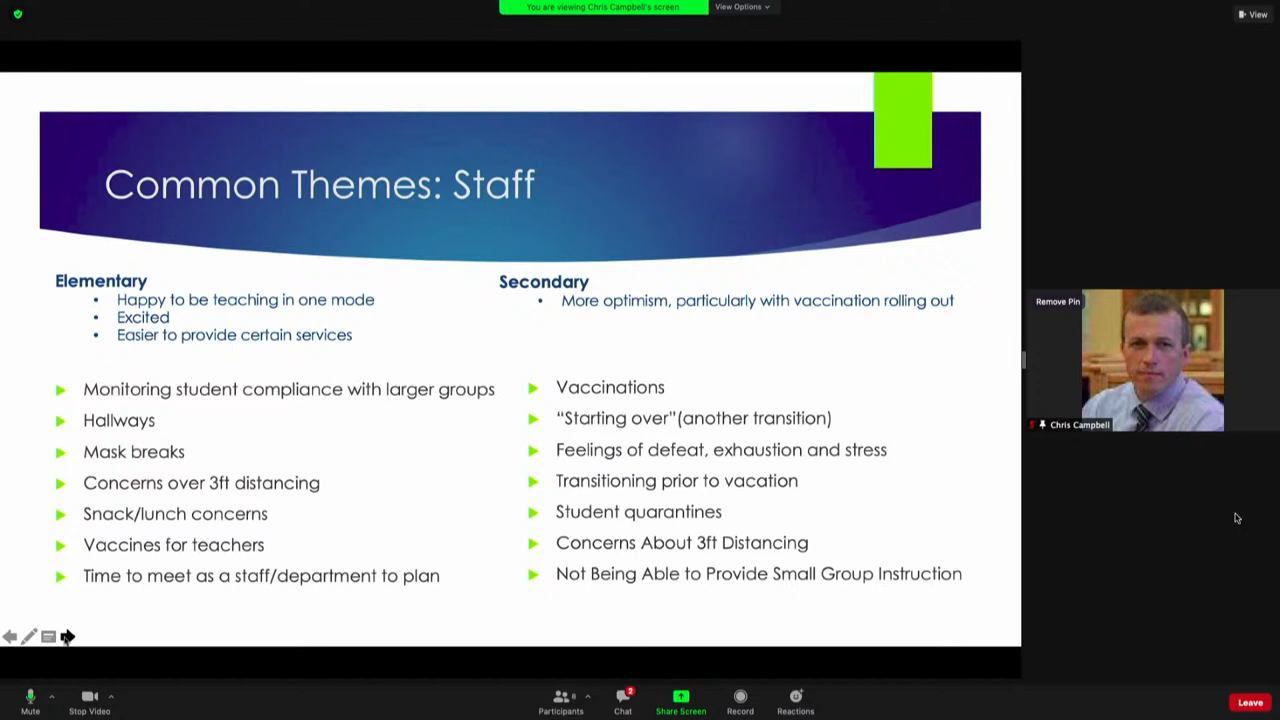 You are viewing Chris Campbell's screen
View Options
View
Common Themes: Staff
Elementary
Happy to be teaching in one mode
Excited
Easier to provide certain services
Monitoring student compliance with larger groups
Hallways
Mask breaks
Concerns over 3ft distancing
Snack/lunch concerns
Vaccines for teachers
Time to meet as a staff/department to plan
Secondary
More optimism, particularly with vaccination rolling out
Vaccinations
“Starting over”(another transition)
Feelings of defeat, exhaustion and stress
Transitioning prior to vacation
Student quarantines
Concerns About 3ft Distancing
Not Being Able to Provide Small Group Instruction
Remove Pin
Chris Campbell
Mute
Stop Video
Participants
8
Chat
2
Share Screen
Record
Reactions
Leave